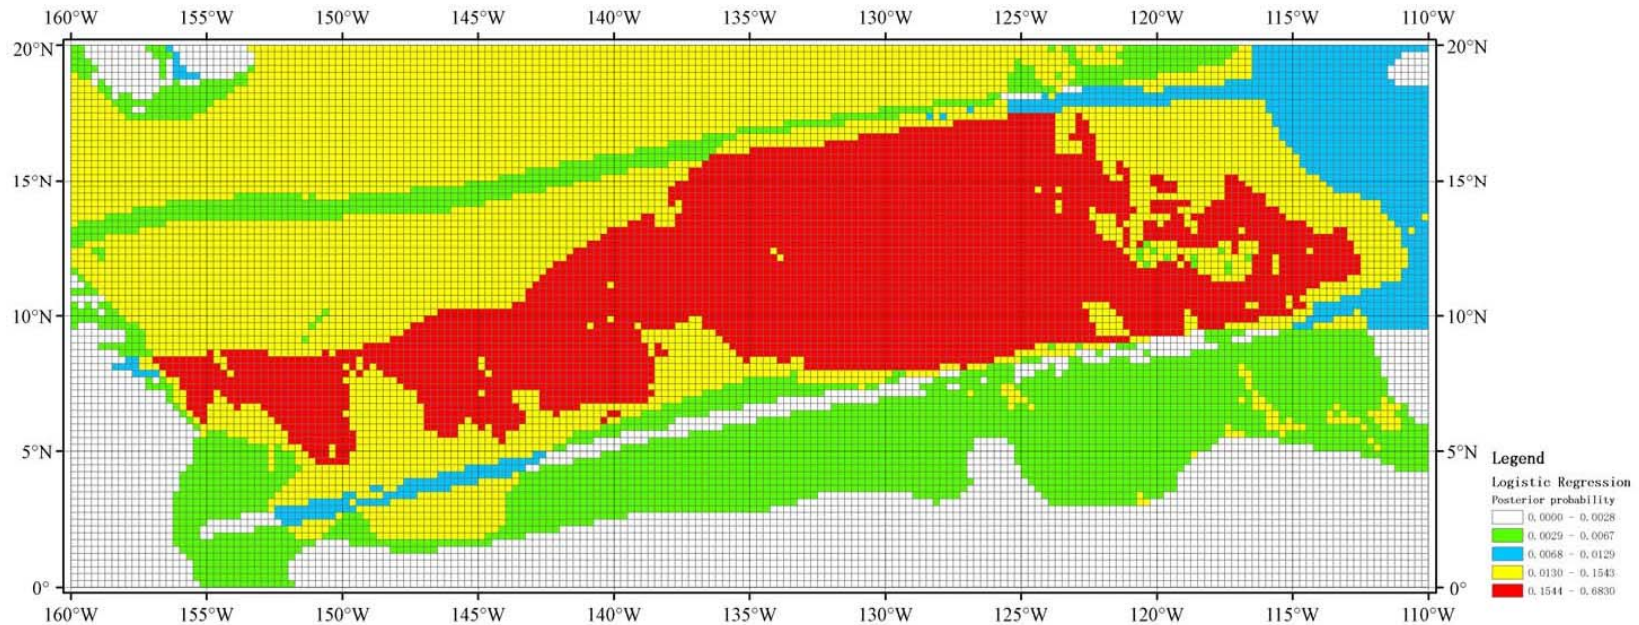 160°W 155°W 150°W 145°W 140°W 135°W 130°W 125°W 120°W 115°W 110°W
20°N 20°N
15°N 15°N
10°N 10°N
5°N 5°N
0° 0°
160°W 155°W 150°W 145°W 140°W 135°W 130°W 125°W 120°W 115°W 110°W
Legend
Logistic Regression
Posterior probability
0.0000 - 0.0028
0.0029 - 0.0067
0.0068 - 0.0129
0.0130 - 0.1543
0.1544 - 0.6830